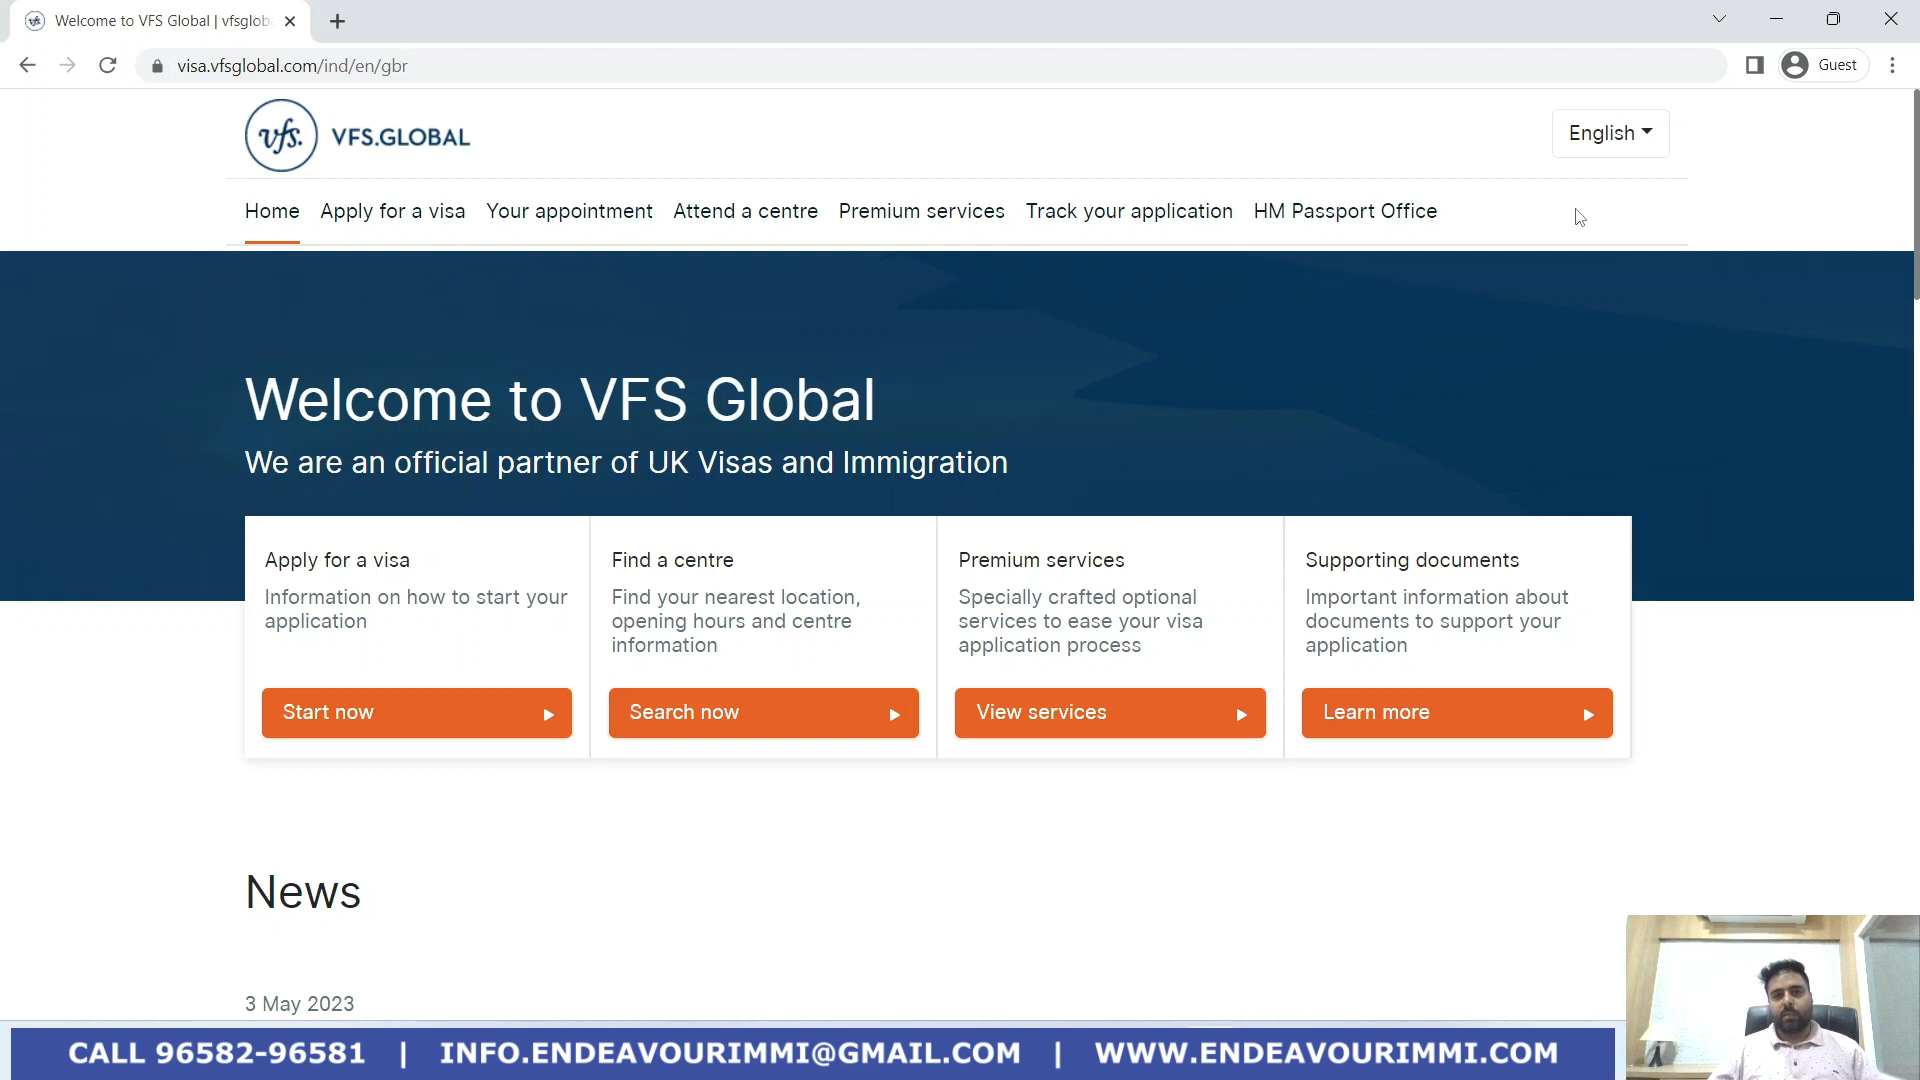 Welcome to VFS Global | vfsglob
visa.vfsglobal.com/ind/en/gbr
Guest
vfs.
VFS.GLOBAL
English
Home Apply for a visa Your appointment Attend a centre Premium services Track your application HM Passport Office
Welcome to VFS Global
We are an official partner of UK Visas and Immigration
Apply for a visa
Information on how to start your
application
Start now
Find a centre
Find your nearest location,
opening hours and centre
information
Search now
Premium services
Specially crafted optional
services to ease your visa
application process
View services
Supporting documents
Important information about
documents to support your
application
Learn more
News
3 May 2023
CALL 96582-96581 | INFO.ENDEAVOURIMMI@GMAIL.COM | WWW.ENDEAVOURIMMI.COM